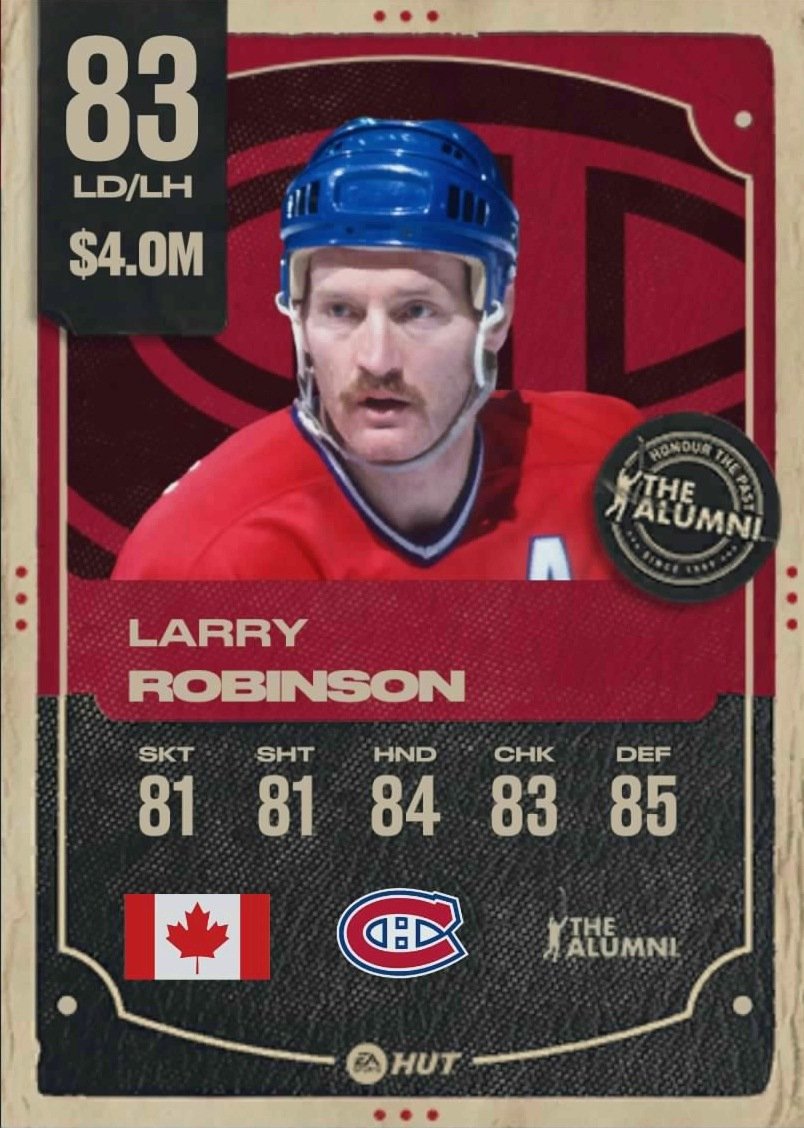 83
LD/LH
$4.0M
A
HONOUR THE PAST
THE
ALUMNI
LARRY
ROBINSON
SKT SHT HND CHK DEF
81 81 84 83 85
THE
ALUMNI
EA
HUT